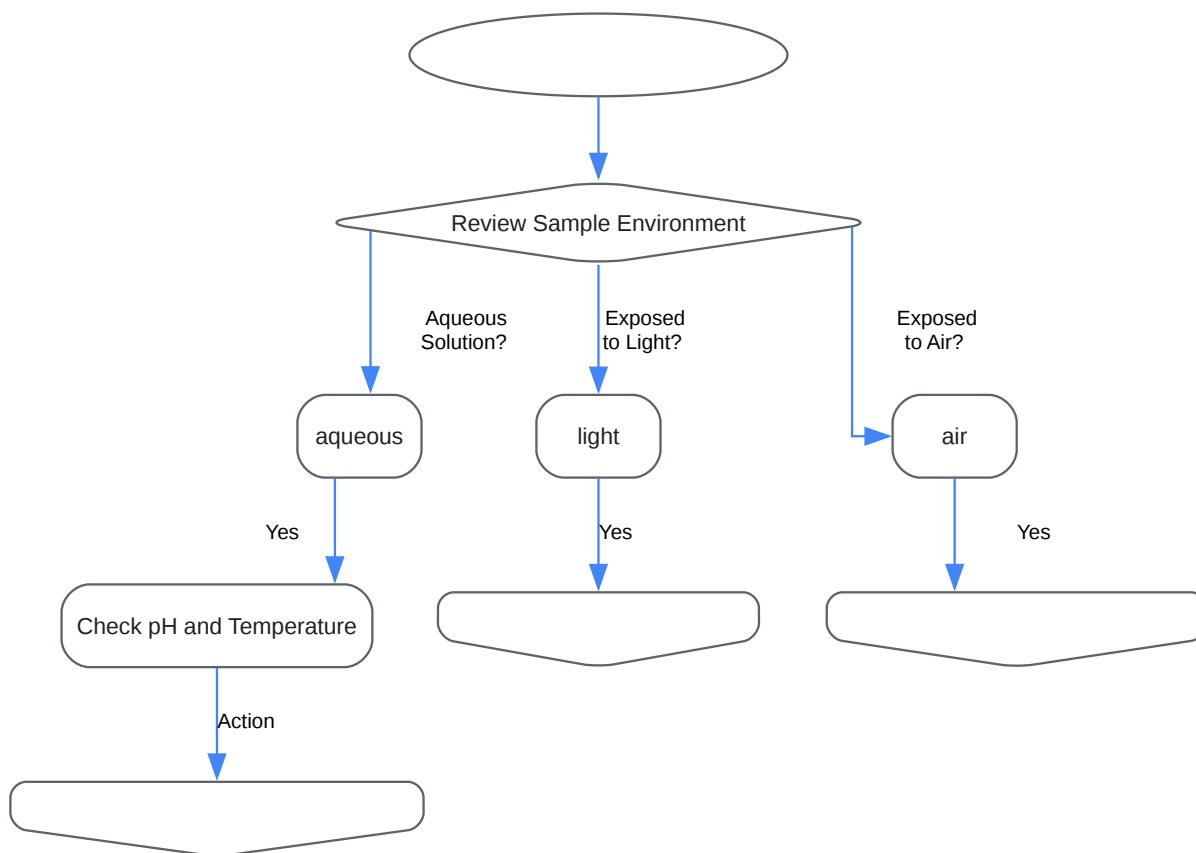 Review Sample Environment
Aqueous
Solution?
Exposed
to Light?
Exposed
to Air?
aqueous
light
air
Yes
Yes
Yes
Check pH and Temperature
Action